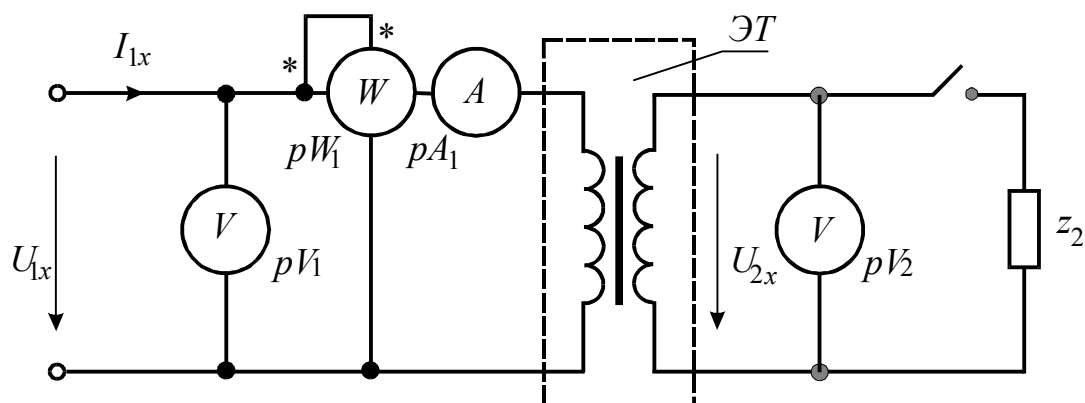 ЭТ
I1x
*
*
W
A
pW1
pA1
V
V
U1x
pV1
U2x
pV2
z2